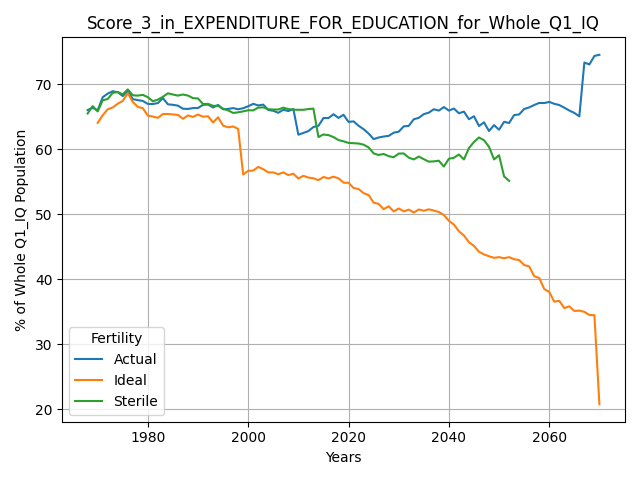 Score_3_in_EXPENDITURE_FOR_EDUCATION_for_Whole_Q1_IQ
% of Whole Q1_IQ Population
70
60
50
40
30
20
Fertility
Actual
Ideal
Sterile
1980
2000
2020
2040
2060
Years